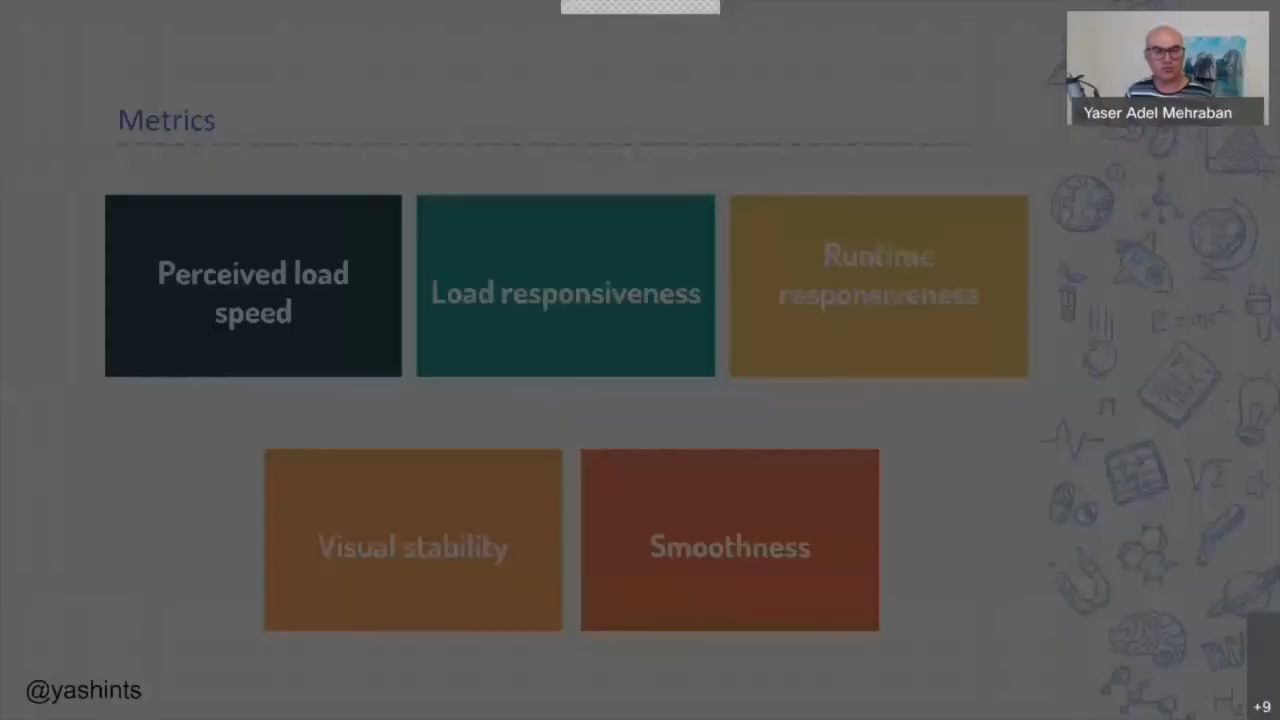 Yaser Adel Mehraban
Metrics
Perceived load
speed
Load responsiveness
Runtime
responsiveness
Visual stability
Smoothness
@yashints
+9